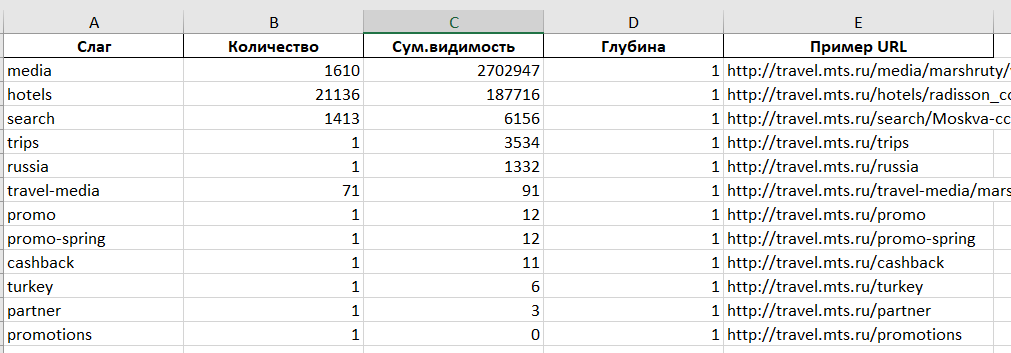 A B C D E
Слаг Количество Сум.видимость Глубина Пример URL
media 1610 2702947 1 http://travel.mts.ru/media/marshruty/
hotels 21136 187716 1 http://travel.mts.ru/hotels/radisson_co
search 1413 6156 1 http://travel.mts.ru/search/Moskva-cc
trips 1 3534 1 http://travel.mts.ru/trips
russia 1 1332 1 http://travel.mts.ru/russia
travel-media 71 91 1 http://travel.mts.ru/travel-media/mars
promo 1 12 1 http://travel.mts.ru/promo
promo-spring 1 12 1 http://travel.mts.ru/promo-spring
cashback 1 11 1 http://travel.mts.ru/cashback
turkey 1 6 1 http://travel.mts.ru/turkey
partner 1 3 1 http://travel.mts.ru/partner
promotions 1 0 1 http://travel.mts.ru/promotions